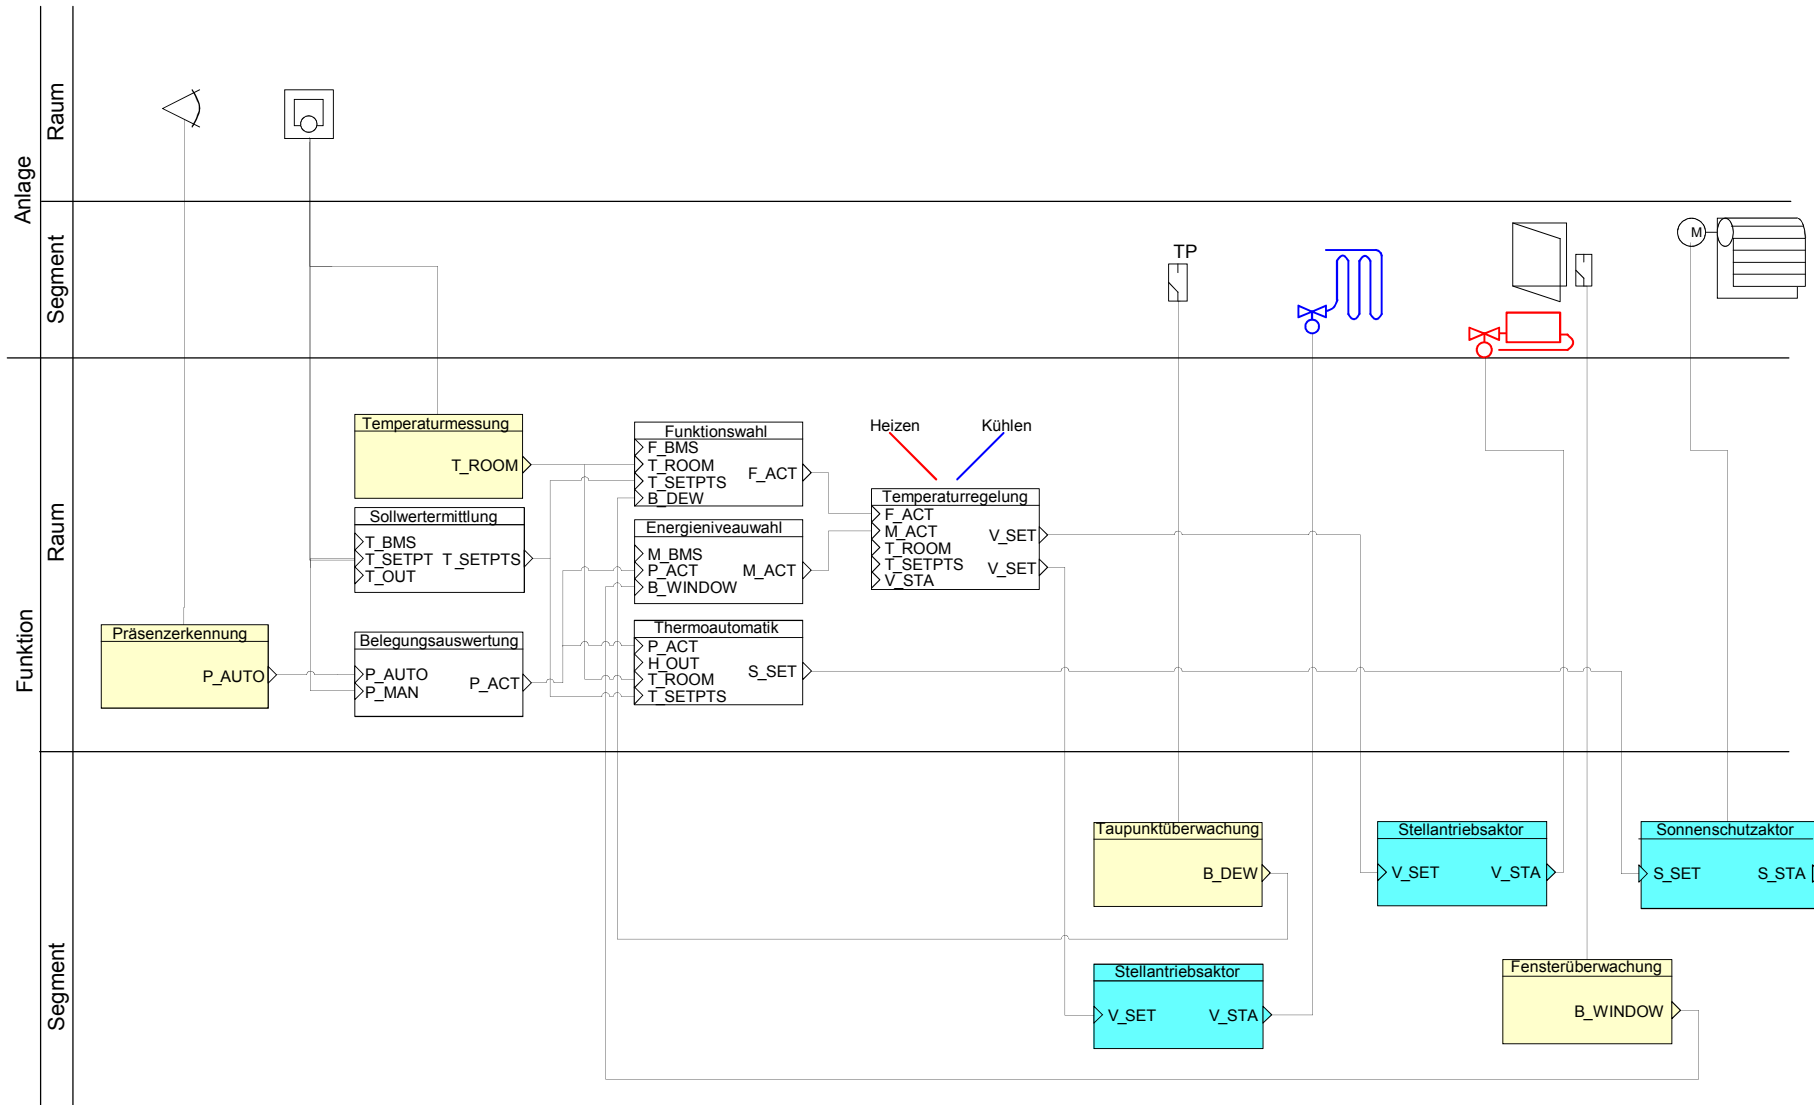 Anlage
Raum
Segment
TP
M
Funktion
Raum
Temperaturmessung
T_ROOM
Sollwertermittlung
T_BMS
T_SETPT T_SETPTS
T_OUT
Präsenzerkennung
P_AUTO
Belegungsauswertung
P_AUTO
P_MAN
P_ACT
Funktionswahl
F_BMS
T_ROOM
T_SETPTS
B_DEW
F_ACT
Energieniveauwahl
M_BMS
P_ACT
B_WINDOW
M_ACT
Thermoautomatik
P_ACT
H_OUT
T_ROOM
T_SETPTS
S_SET
Heizen
Kühlen
Temperaturregelung
F_ACT
M_ACT
T_ROOM
T_SETPTS
V_STA
V_SET
V_SET
Segment
Taupunktüberwachung
B_DEW
Stellantriebsaktor
V_SET V_STA
Stellantriebsaktor
V_SET V_STA
Sonnenschutzaktor
S_SET S_STA
Fensterüberwachung
B_WINDOW